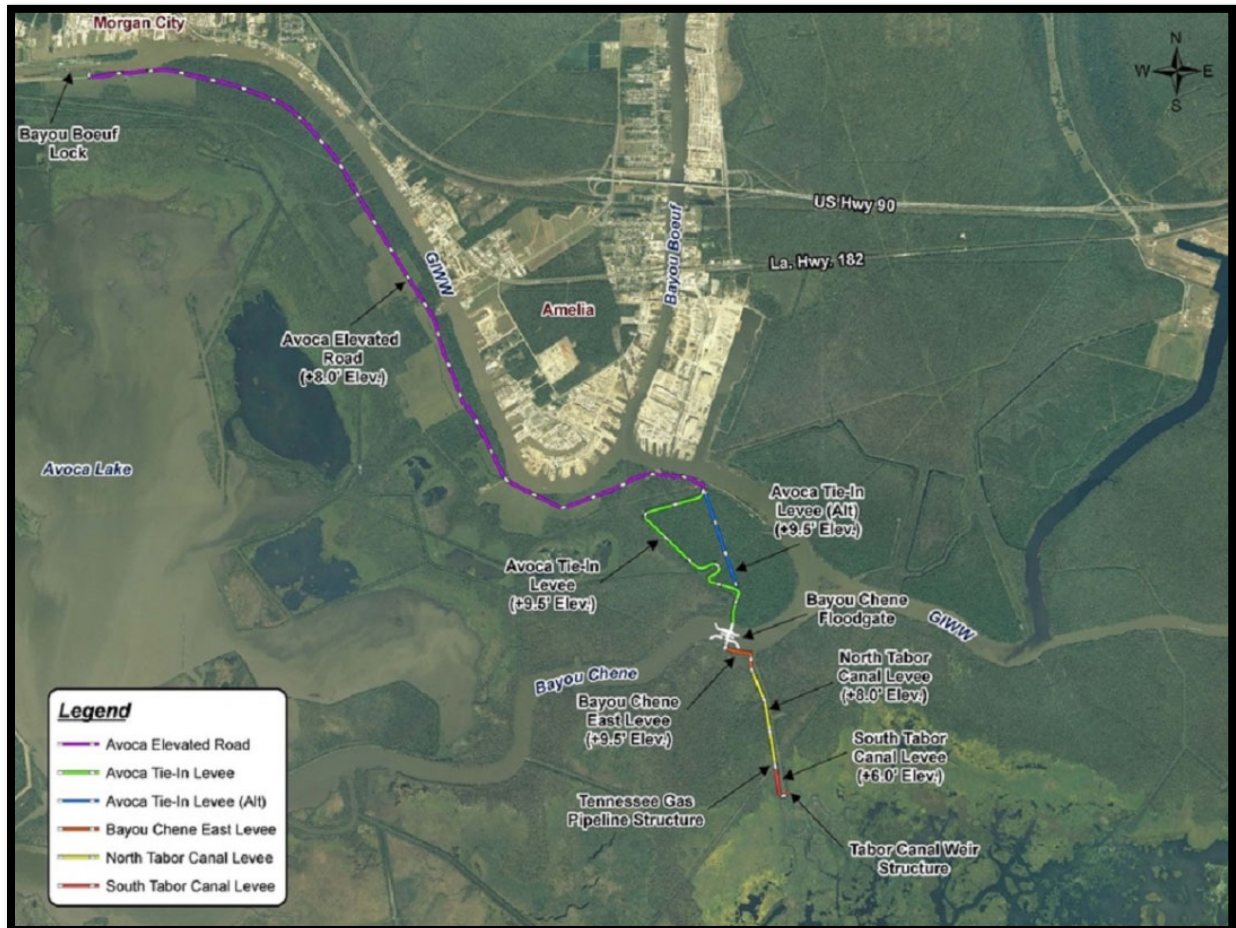 Morgan City
N
W E
S
Bayou Boeuf
Lock
US Hwy 90
Bayou Boeuf
GIWW
La. Hwy. 182
Amelia
Avoca Elevated
Road
(+8.0' Elev.)
Avoca Lake
Avoca Tie-In
Levee (Alt)
(+9.5' Elev.)
Avoca Tie-In
Levee
(+9.5' Elev.)
Bayou Chene
Floodgate
GIWW
Bayou Chene
North Tabor
Canal Levee
(+8.0' Elev.)
Bayou Chene
East Levee
(+9.5' Elev.)
South Tabor
Canal Levee
(+6.0' Elev.)
Tennessee Gas
Pipeline Structure
Tabor Canal Weir
Structure
Legend
Avoca Elevated Road
Avoca Tie-In Levee
Avoca Tie-In Levee (Alt)
Bayou Chene East Levee
North Tabor Canal Levee
South Tabor Canal Levee